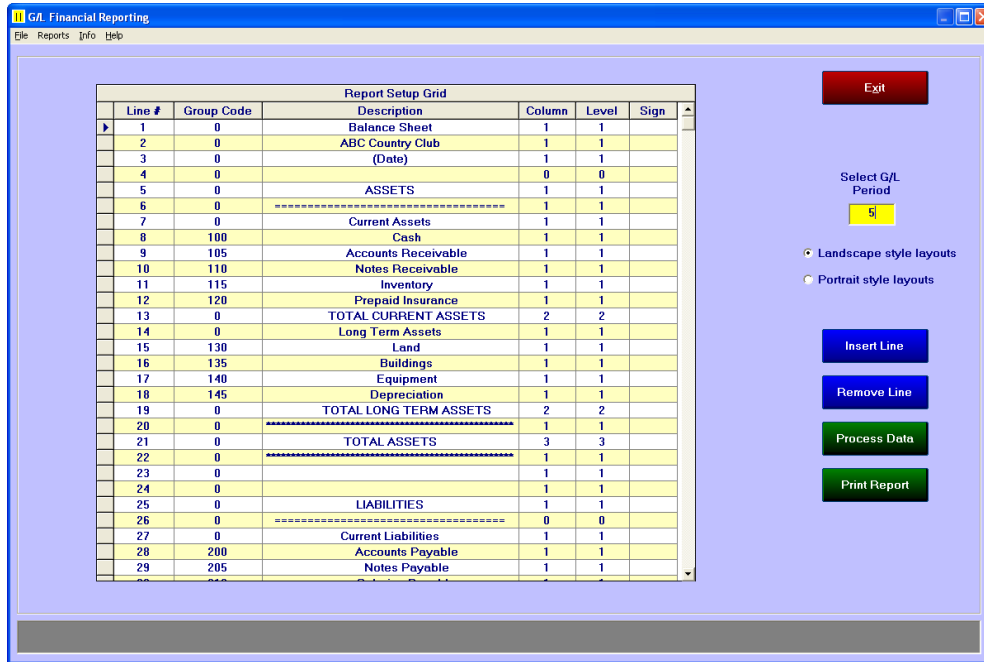 G/L Financial Reporting
File Reports Info Help
Report Setup Grid
Line # Group Code Description Column Level Sign
1 0 Balance Sheet 1 1
2 0 ABC Country Club 1 1
3 0 (Date) 1 1
4 0 0 0
5 0 ASSETS 1 1
6 0 =================================== 1 1
7 0 Current Assets 1 1
8 100 Cash 1 1
9 105 Accounts Receivable 1 1
10 110 Notes Receivable 1 1
11 115 Inventory 1 1
12 120 Prepaid Insurance 1 1
13 0 TOTAL CURRENT ASSETS 2 2
14 0 Long Term Assets 1 1
15 130 Land 1 1
16 135 Buildings 1 1
17 140 Equipment 1 1
18 145 Depreciation 1 1
19 0 TOTAL LONG TERM ASSETS 2 2
20 0 ************************************************** 1 1
21 0 TOTAL ASSETS 3 3
22 0 ************************************************** 1 1
23 0 1 1
24 0 1 1
25 0 LIABILITIES 1 1
26 0 =================================== 0 0
27 0 Current Liabilities 1 1
28 200 Accounts Payable 1 1
29 205 Notes Payable 1 1
Exit
Select G/L
Period
5
Landscape style layouts
Portrait style layouts
Insert Line
Remove Line
Process Data
Print Report